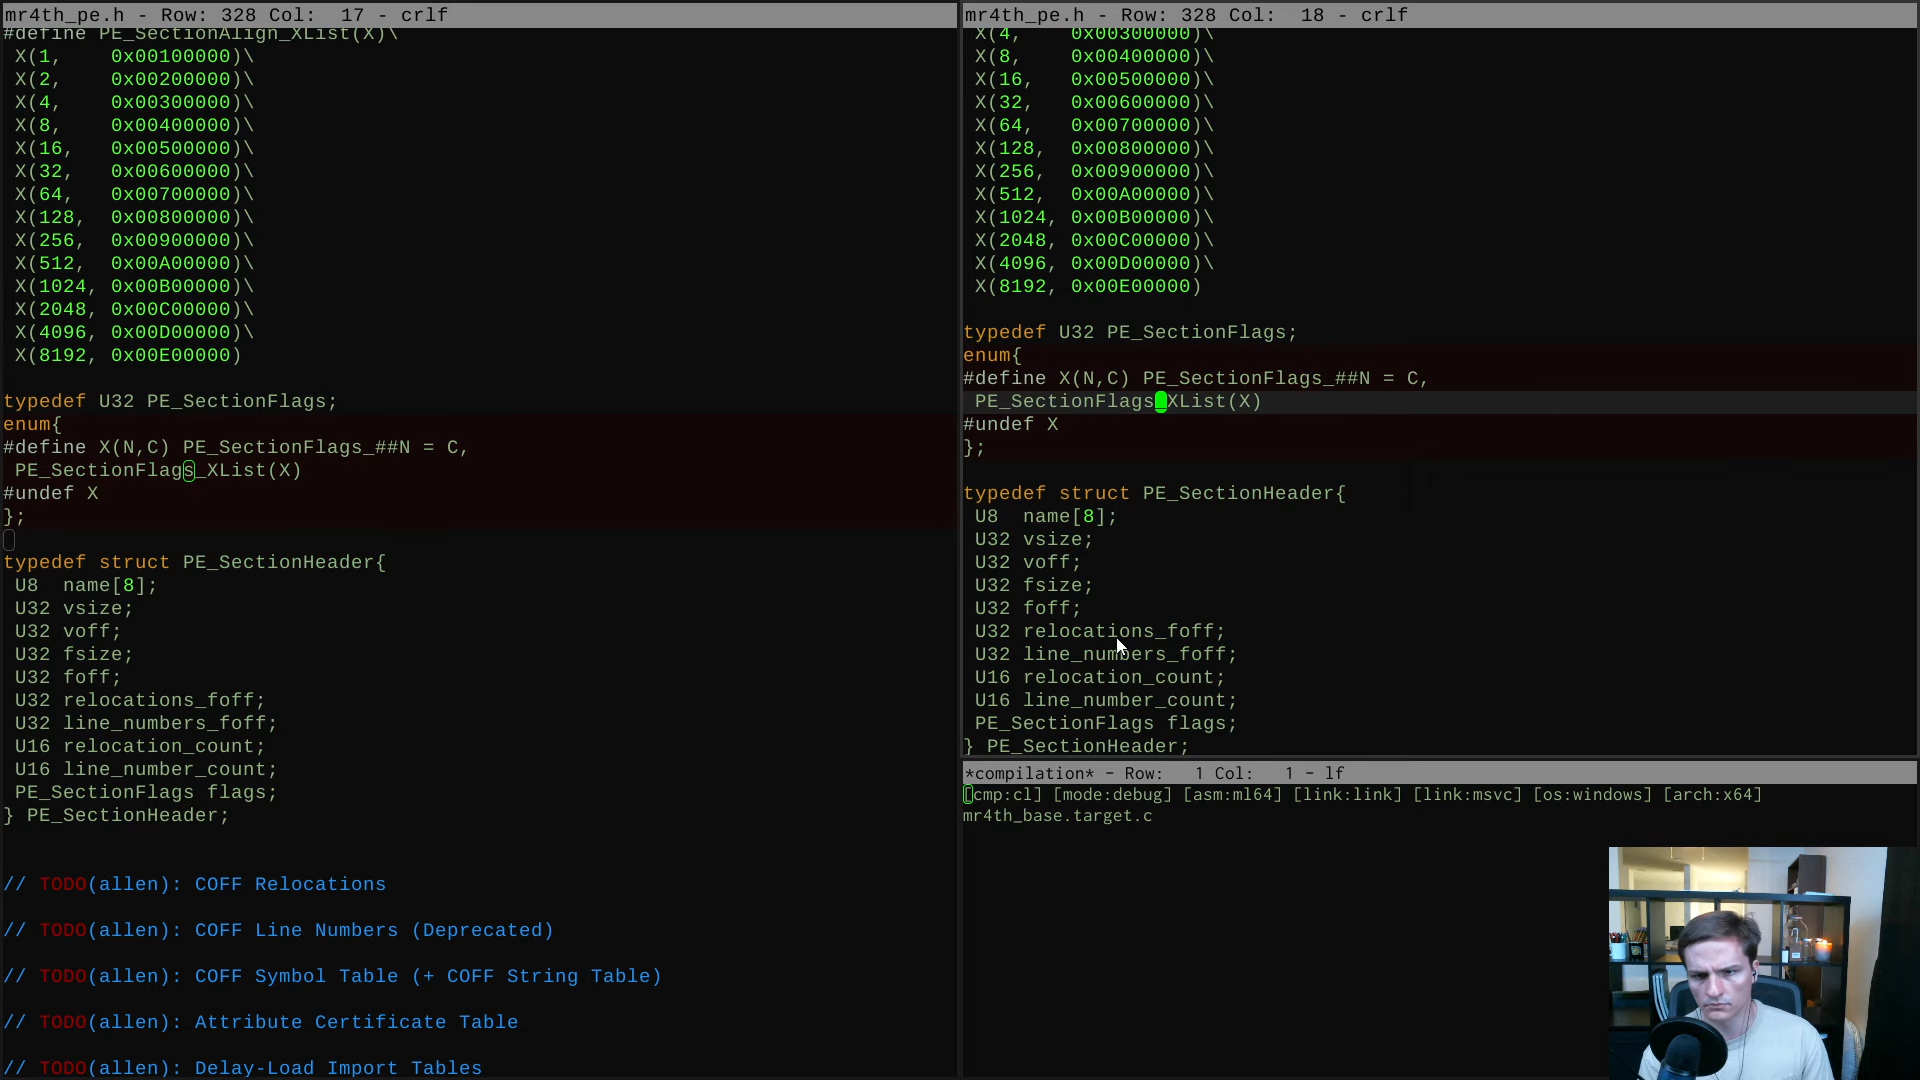 mr4th_pe.h - Row: 328 Col:  17 - crlf
#define PE_SectionAlign_XList(X)\
 X(1,    0x00100000)\
 X(2,    0x00200000)\
 X(4,    0x00300000)\
 X(8,    0x00400000)\
 X(16,   0x00500000)\
 X(32,   0x00600000)\
 X(64,   0x00700000)\
 X(128,  0x00800000)\
 X(256,  0x00900000)\
 X(512,  0x00A00000)\
 X(1024, 0x00B00000)\
 X(2048, 0x00C00000)\
 X(4096, 0x00D00000)\
 X(8192, 0x00E00000)
typedef U32 PE_SectionFlags;
enum{
#define X(N,C) PE_SectionFlags_##N = C,
 PE_SectionFlags_XList(X)
#undef X
};
typedef struct PE_SectionHeader{
 U8  name[8];
 U32 vsize;
 U32 voff;
 U32 fsize;
 U32 foff;
 U32 relocations_foff;
 U32 line_numbers_foff;
 U16 relocation_count;
 U16 line_number_count;
 PE_SectionFlags flags;
} PE_SectionHeader;
// TODO(allen): COFF Relocations
// TODO(allen): COFF Line Numbers (Deprecated)
// TODO(allen): COFF Symbol Table (+ COFF String Table)
// TODO(allen): Attribute Certificate Table
// TODO(allen): Delay-Load Import Tables
mr4th_pe.h - Row: 328 Col:  18 - crlf
 X(4,    0x00300000)\
 X(8,    0x00400000)\
 X(16,   0x00500000)\
 X(32,   0x00600000)\
 X(64,   0x00700000)\
 X(128,  0x00800000)\
 X(256,  0x00900000)\
 X(512,  0x00A00000)\
 X(1024, 0x00B00000)\
 X(2048, 0x00C00000)\
 X(4096, 0x00D00000)\
 X(8192, 0x00E00000)
typedef U32 PE_SectionFlags;
enum{
#define X(N,C) PE_SectionFlags_##N = C,
 PE_SectionFlags_XList(X)
#undef X
};
typedef struct PE_SectionHeader{
 U8  name[8];
 U32 vsize;
 U32 voff;
 U32 fsize;
 U32 foff;
 U32 relocations_foff;
 U32 line_numbers_foff;
 U16 relocation_count;
 U16 line_number_count;
 PE_SectionFlags flags;
} PE_SectionHeader;
*compilation* - Row:   1 Col:   1 - lf
[cmp:cl] [mode:debug] [asm:ml64] [link:link] [link:msvc] [os:windows] [arch:x64]
mr4th_base.target.c